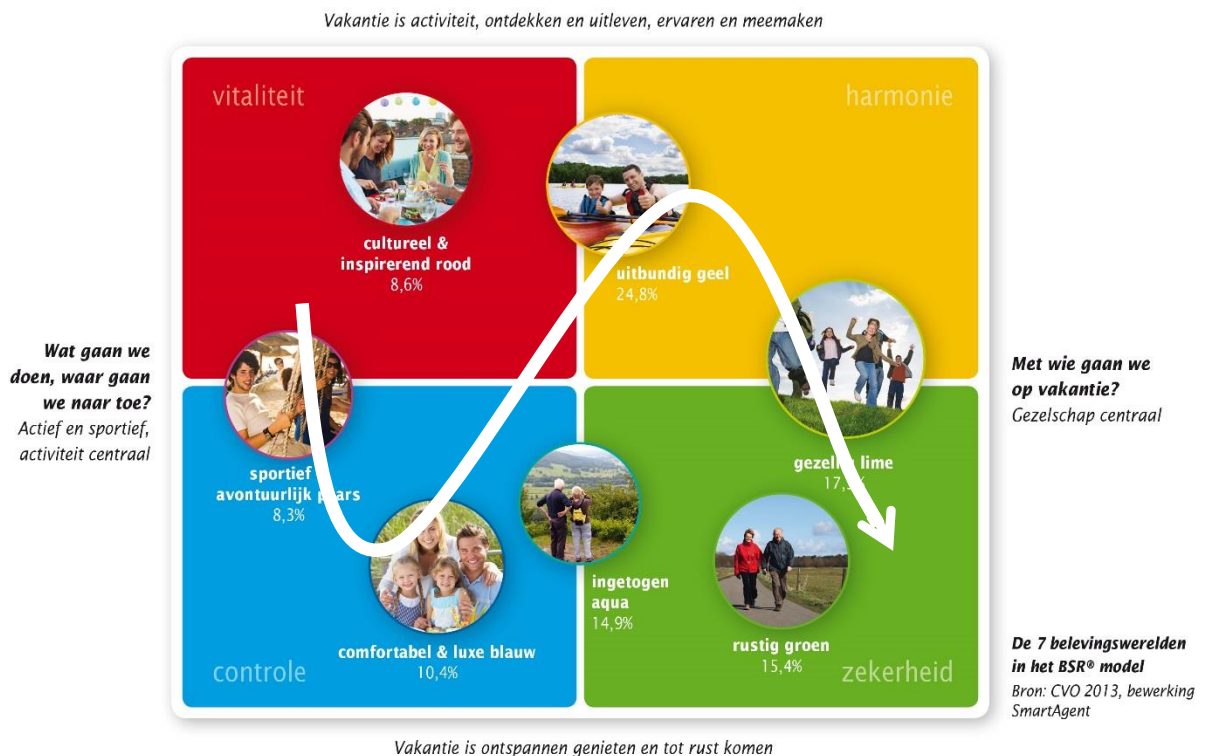 Vakantie is activiteit, ontdekken en uitleven, ervaren en meemaken
vitaliteit
harmonie
cultureel &
inspirerend rood
8,6%
uitbundig geel
24,8%
Wat gaan we
doen, waar gaan
we naar toe?
Actief en sportief,
activiteit centraal
Met wie gaan we
op vakantie?
Gezelschap centraal
sportief
avontuurlijk paars
8,3%
gezellig lime
ingetogen
aqua
14,9%
comfortabel & luxe blauw
10,4%
rustig groen
15,4%
controle
zekerheid
De 7 belevingswerelden
in het BSR® model
Bron: CVO 2013, bewerking
SmartAgent
Vakantie is ontspannen genieten en tot rust komen